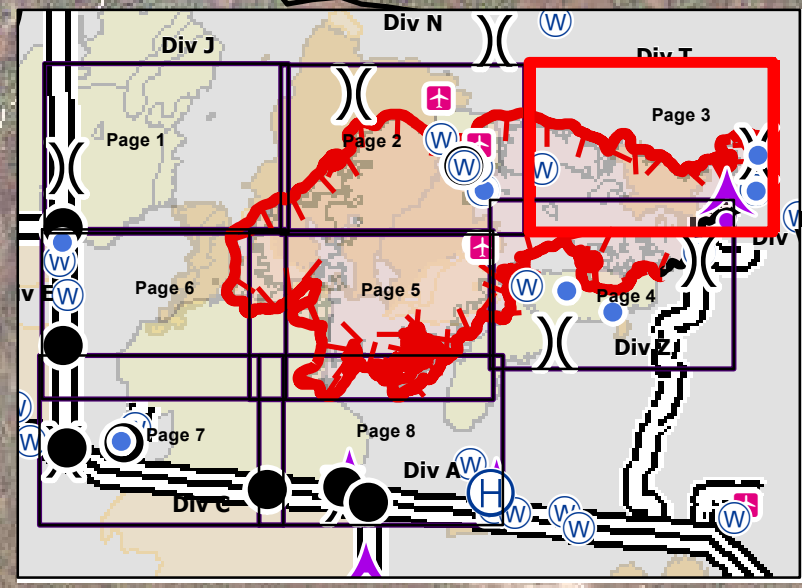 Div N
W
Div J
Div T
Page 3
Page 1
Page 2
W
W
W
W
Div
W
Page 6
Page 5
W
Page 4
W
Div Z
W
W
Page 7
W
Page 8
Div A
W
H
Div C
W
W
W
W